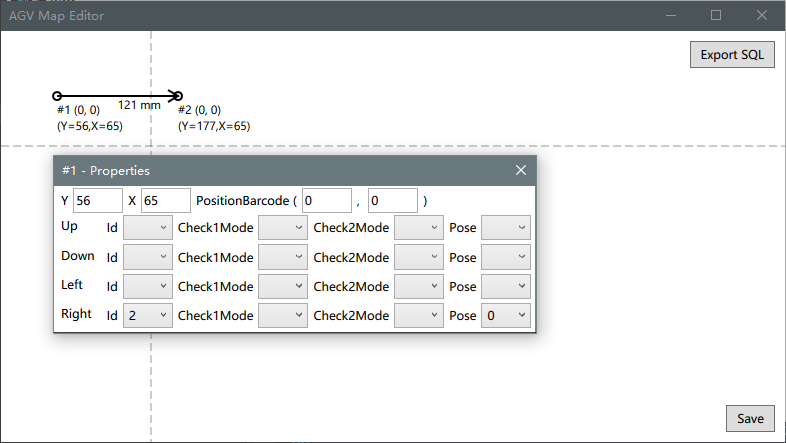 AGV Map Editor
Export SQL
121 mm
#1 (0, 0) #2 (0, 0)
(Y=56,X=65) (Y=177,X=65)
#1 - Properties
Y 56 X 65 PositionBarcode ( 0 , 0 )
Up Id Check1Mode Check2Mode Pose
Down Id Check1Mode Check2Mode Pose
Left Id Check1Mode Check2Mode Pose
Right Id 2 Check1Mode Check2Mode Pose 0
Save